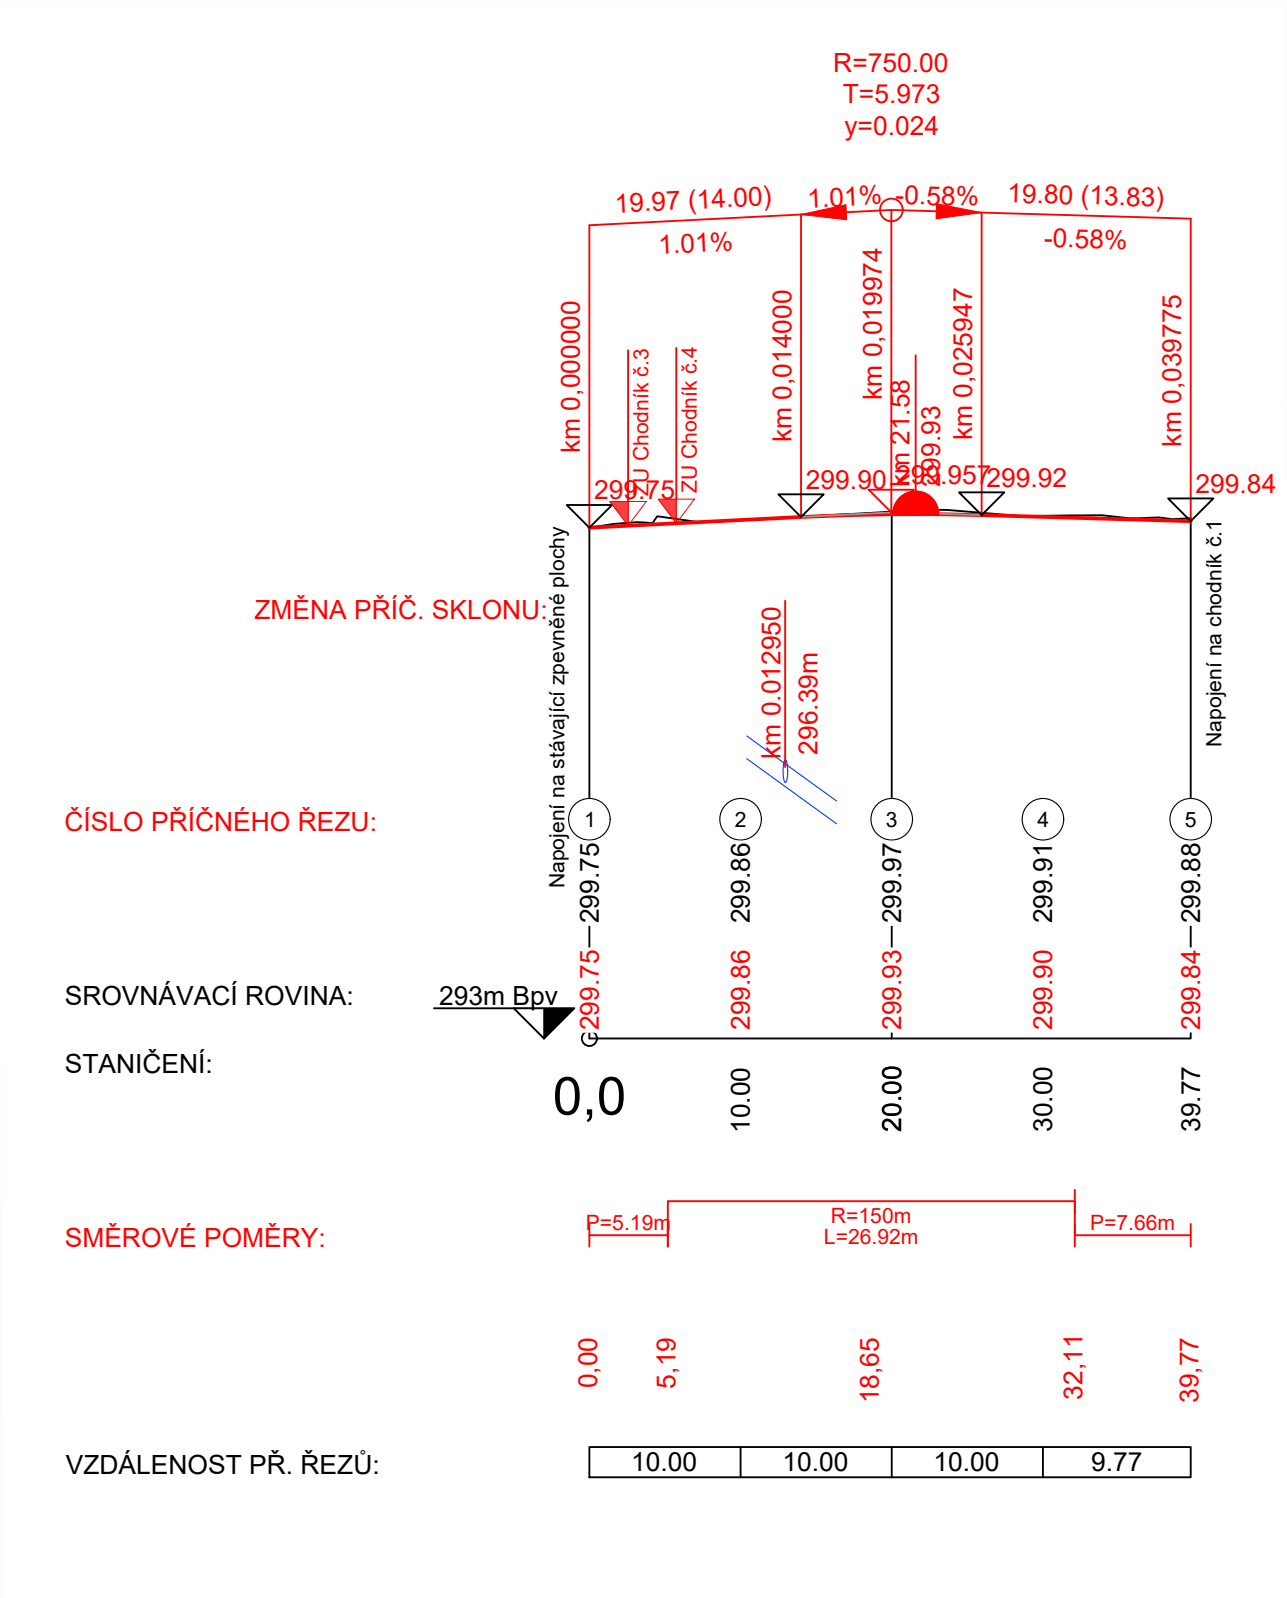 R=750.00
T=5.973
y=0.024
19.97 (14.00)
1.01%
-0.58%
19.80 (13.83)
1.01%
-0.58%
km 0,000000
ZU Chodník č.3
ZU Chodník č.4
km 0,014000
km 0,019974
km 21.58
299.93
km 0,025947
km 0,039775
299.75
299.90
299.957
299.92
299.84
Napojení na stávající zpevněné plochy
Napojení na chodník č.1
ZMĚNA PŘÍČ. SKLONU:
km 0.012950
296.39m
ČÍSLO PŘÍČNÉHO ŘEZU:
1
2
3
4
5
299.75
299.86
299.97
299.91
299.88
299.75
299.86
299.93
299.90
299.84
SROVNÁVACÍ ROVINA:
293m Bpv
STANIČENÍ:
0,0
10.00
20.00
30.00
39.77
SMĚROVÉ POMĚRY:
P=5.19m
R=150m
L=26.92m
P=7.66m
0,00
5,19
18,65
32,11
39,77
VZDÁLENOST PŘ. ŘEZŮ:
10.00
10.00
10.00
9.77